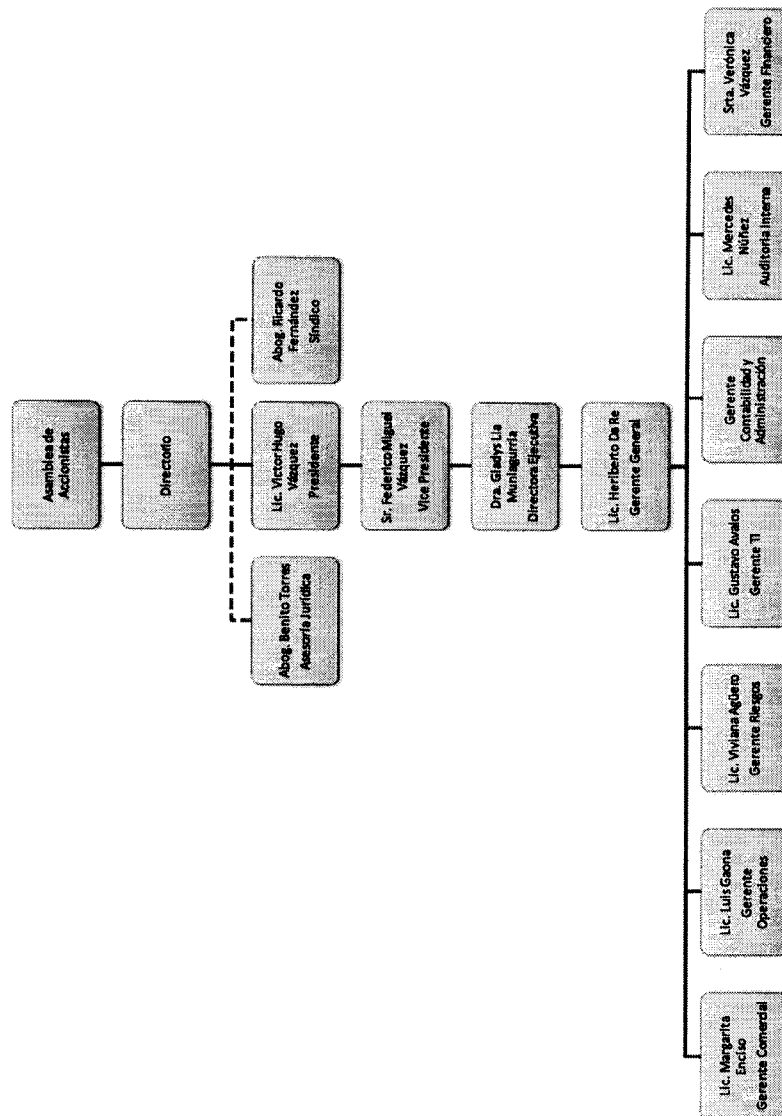 Asamblea de
Accionistas
Directorio
Abog. Benito Torres
Asesoría Jurídica
Lic. Victor Hugo
Vázquez
Presidente
Abog. Ricardo
Fernández
Síndico
Sr. Federico Miguel
Vázquez
Vice Presidente
Dra. Gladys Lia
Muniagurria
Directora Ejecutiva
Lic. Heriberto Da Re
Gerente General
Lic. Margarita
Enciso
Gerente Comercial
Lic. Luis Gaona
Gerente
Operaciones
Lic. Viviana Agüero
Gerente Riesgos
Lic. Gustavo Avalos
Gerente TI
Gerente
Contabilidad y
Administración
Lic. Mercedes
Núñez
Auditoria Interna
Srta. Verónica
Vázquez
Gerente Financiero